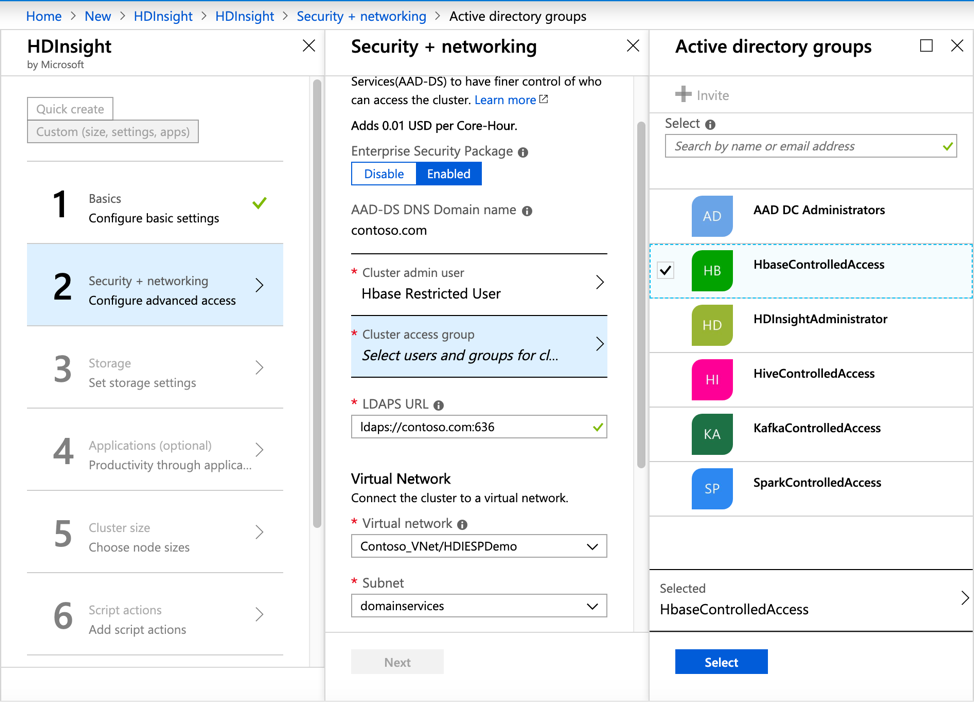 Home > New > HDInsight > HDInsight > Security + networking > Active directory groups
HDInsight
by Microsoft
Quick create
Custom (size, settings, apps)
1
Basics
Configure basic settings
2
Security + networking
Configure advanced access
3
Storage
Set storage settings
4
Applications (optional)
Productivity through applica...
5
Cluster size
Choose node sizes
6
Script actions
Add script actions
Security + networking
Services(AAD-DS) to have finer control of who
can access the cluster. Learn more
Adds 0.01 USD per Core-Hour.
Enterprise Security Package
Disable Enabled
AAD-DS DNS Domain name
contoso.com
* Cluster admin user
Hbase Restricted User
* Cluster access group
Select users and groups for cl...
* LDAPS URL
ldaps://contoso.com:636
Virtual Network
Connect the cluster to a virtual network.
* Virtual network
Contoso_VNet/HDIESPDemo
* Subnet
domainservices
Next
Active directory groups
Invite
Select
Search by name or email address
AD AAD DC Administrators
HB HbaseControlledAccess
HD HDInsightAdministrator
HI HiveControlledAccess
KA KafkaControlledAccess
SP SparkControlledAccess
Selected
HbaseControlledAccess
Select